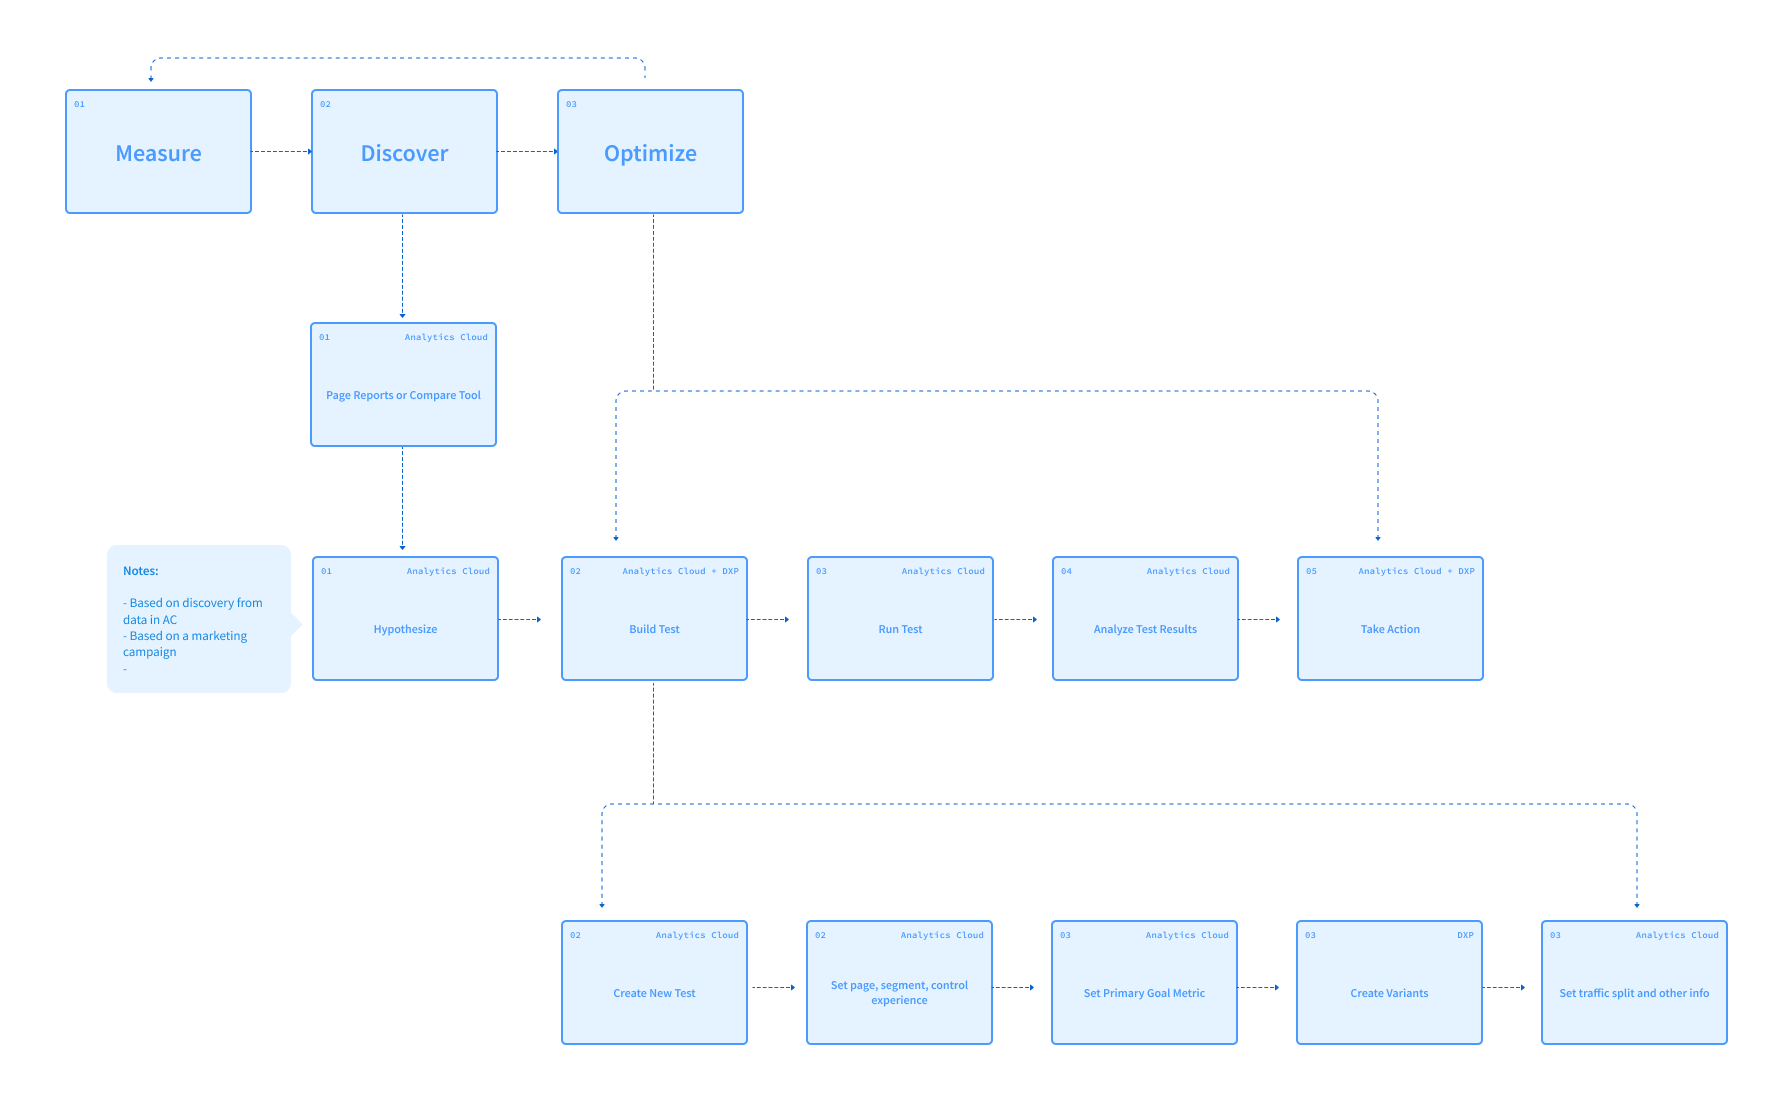 01
Measure
02
Discover
03
Optimize
01 Analytics Cloud
Page Reports or Compare Tool
Notes:
- Based on discovery from
data in AC
- Based on a marketing
campaign
-
01 Analytics Cloud
Hypothesize
02 Analytics Cloud + DXP
Build Test
03 Analytics Cloud
Run Test
04 Analytics Cloud
Analyze Test Results
05 Analytics Cloud + DXP
Take Action
02 Analytics Cloud
Create New Test
02 Analytics Cloud
Set page, segment, control
experience
03 Analytics Cloud
Set Primary Goal Metric
03 DXP
Create Variants
03 Analytics Cloud
Set traffic split and other info